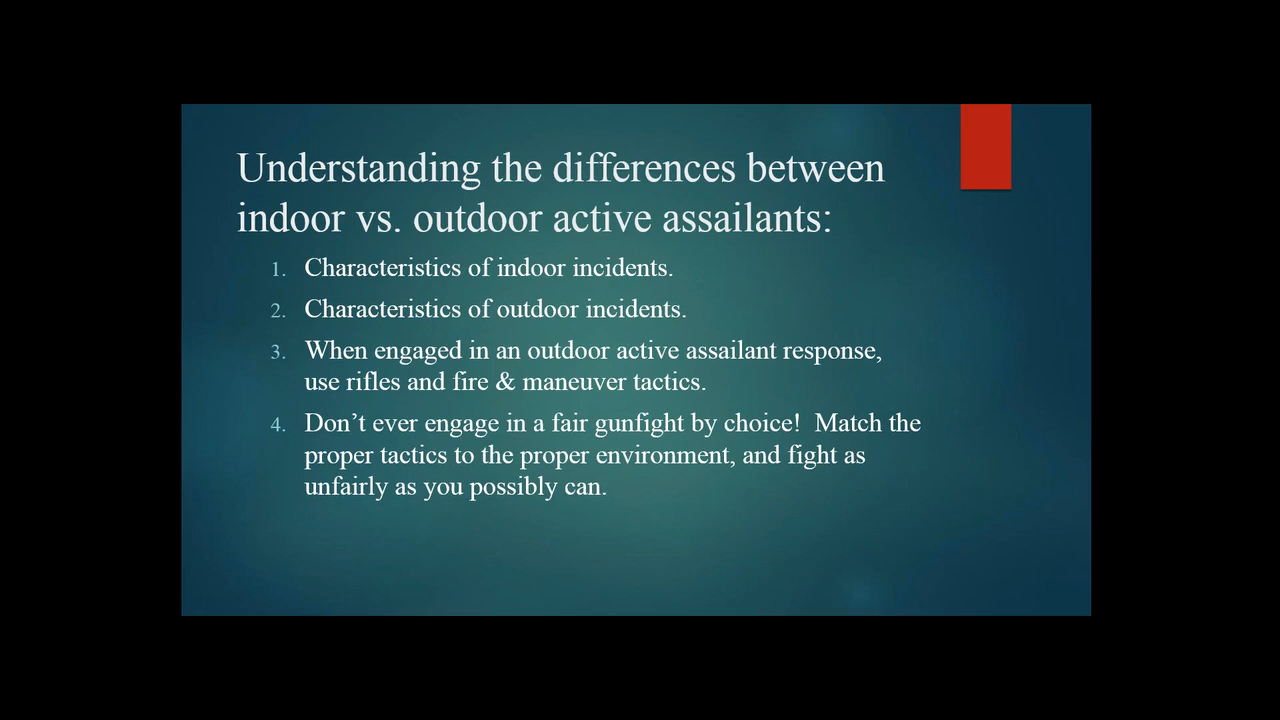 Understanding the differences between
indoor vs. outdoor active assailants:
1. Characteristics of indoor incidents.
2. Characteristics of outdoor incidents.
3. When engaged in an outdoor active assailant response,
use rifles and fire & maneuver tactics.
4. Don’t ever engage in a fair gunfight by choice!  Match the
proper tactics to the proper environment, and fight as
unfairly as you possibly can.